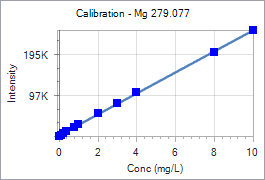 Calibration - Mg 279.077
Intensity
195K
97K
0
2
4
6
8
10
Conc (mg/L)